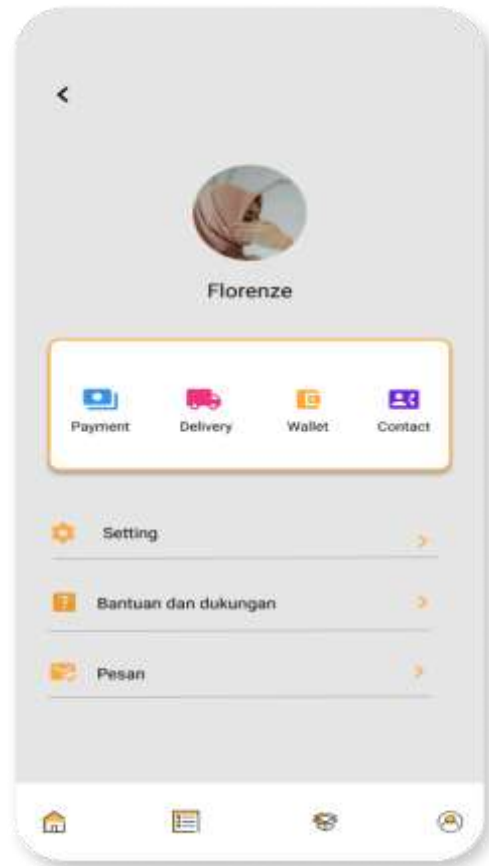 Florenze
Payment Delivery Wallet Contact
Setting
Bantuan dan dukungan
Pesan